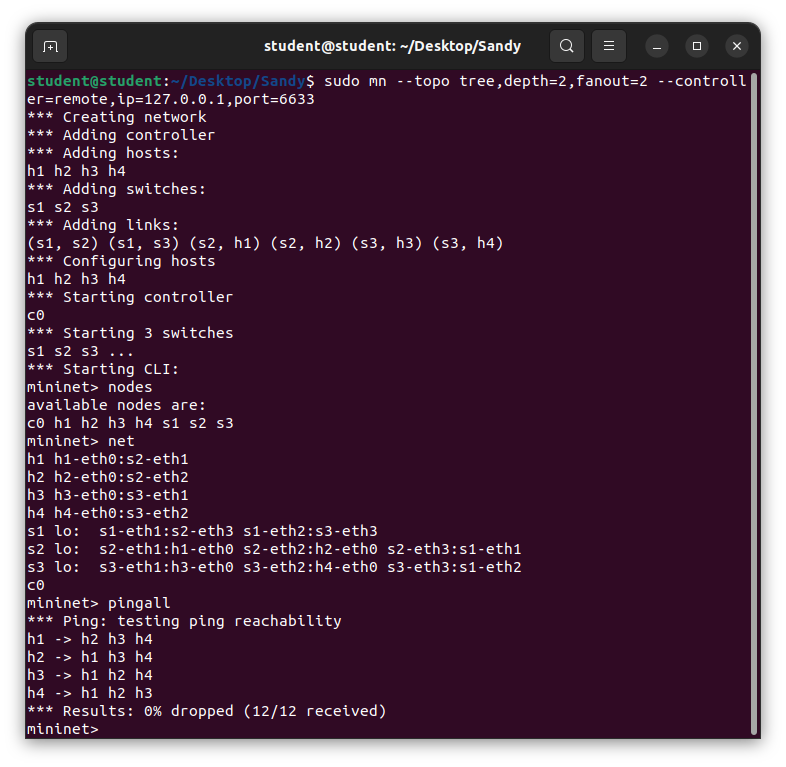 student@student: ~/Desktop/Sandy
student@student:~/Desktop/Sandy$ sudo mn --topo tree,depth=2,fanout=2 --controll
er=remote,ip=127.0.0.1,port=6633
*** Creating network
*** Adding controller
*** Adding hosts:
h1 h2 h3 h4
*** Adding switches:
s1 s2 s3
*** Adding links:
(s1, s2) (s1, s3) (s2, h1) (s2, h2) (s3, h3) (s3, h4)
*** Configuring hosts
h1 h2 h3 h4
*** Starting controller
c0
*** Starting 3 switches
s1 s2 s3 ...
*** Starting CLI:
mininet> nodes
available nodes are:
c0 h1 h2 h3 h4 s1 s2 s3
mininet> net
h1 h1-eth0:s2-eth1
h2 h2-eth0:s2-eth2
h3 h3-eth0:s3-eth1
h4 h4-eth0:s3-eth2
s1 lo:  s1-eth1:s2-eth3 s1-eth2:s3-eth3
s2 lo:  s2-eth1:h1-eth0 s2-eth2:h2-eth0 s2-eth3:s1-eth1
s3 lo:  s3-eth1:h3-eth0 s3-eth2:h4-eth0 s3-eth3:s1-eth2
c0
mininet> pingall
*** Ping: testing ping reachability
h1 -> h2 h3 h4
h2 -> h1 h3 h4
h3 -> h1 h2 h4
h4 -> h1 h2 h3
*** Results: 0% dropped (12/12 received)
mininet>